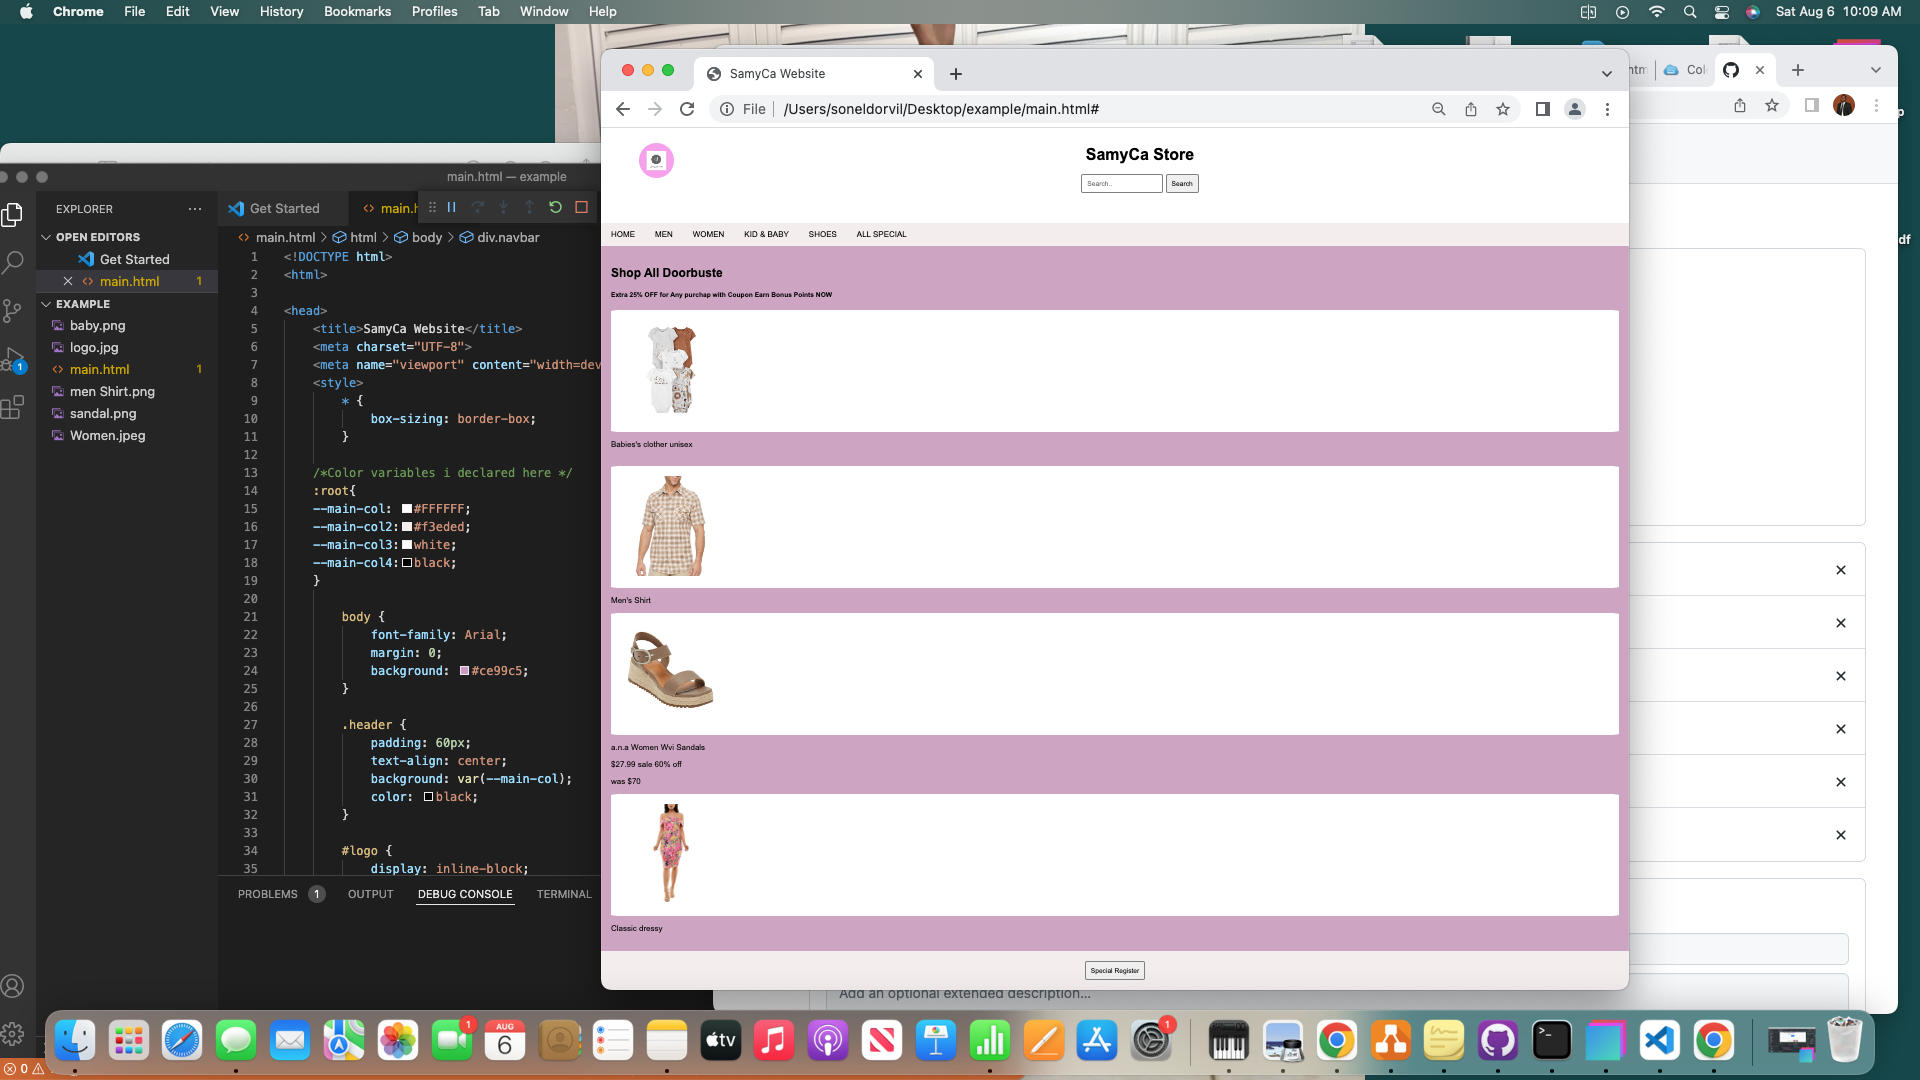 Chrome File Edit View History Bookmarks Profiles Tab Window Help
Sat Aug 6 10:09 AM
SamyCa Website
Col
File /Users/soneldorvil/Desktop/example/main.html#
SamyCa Store
Search..
Search
HOME MEN WOMEN KID & BABY SHOES ALL SPECIAL
Shop All Doorbuste
Extra 25% OFF for Any purchap with Coupon Earn Bonus Points NOW
Babies's clother unisex
Men's Shirt
a.n.a Women Wvi Sandals
$27.99 sale 60% off
was $70
Classic dressy
Special Register
df
Add an optional extended description...
main.html — example
EXPLORER
OPEN EDITORS
Get Started
main.html 1
EXAMPLE
baby.png
logo.jpg
main.html 1
men Shirt.png
sandal.png
Women.jpeg
1
Get Started
main.h
main.html > html > body > div.navbar
1 <!DOCTYPE html>
2 <html>
3
4 <head>
5 <title>SamyCa Website</title>
6 <meta charset="UTF-8">
7 <meta name="viewport" content="width=dev
8 <style>
9 * {
10 box-sizing: border-box;
11 }
12
13 /*Color variables i declared here */
14 :root{
15 --main-col: #FFFFFF;
16 --main-col2: #f3eded;
17 --main-col3: white;
18 --main-col4: black;
19 }
20
21 body {
22 font-family: Arial;
23 margin: 0;
24 background: #ce99c5;
25 }
26
27 .header {
28 padding: 60px;
29 text-align: center;
30 background: var(--main-col);
31 color: black;
32 }
33
34 #logo {
35 display: inline-block;
PROBLEMS 1 OUTPUT DEBUG CONSOLE TERMINAL
0
1
AUG
6
tv
1